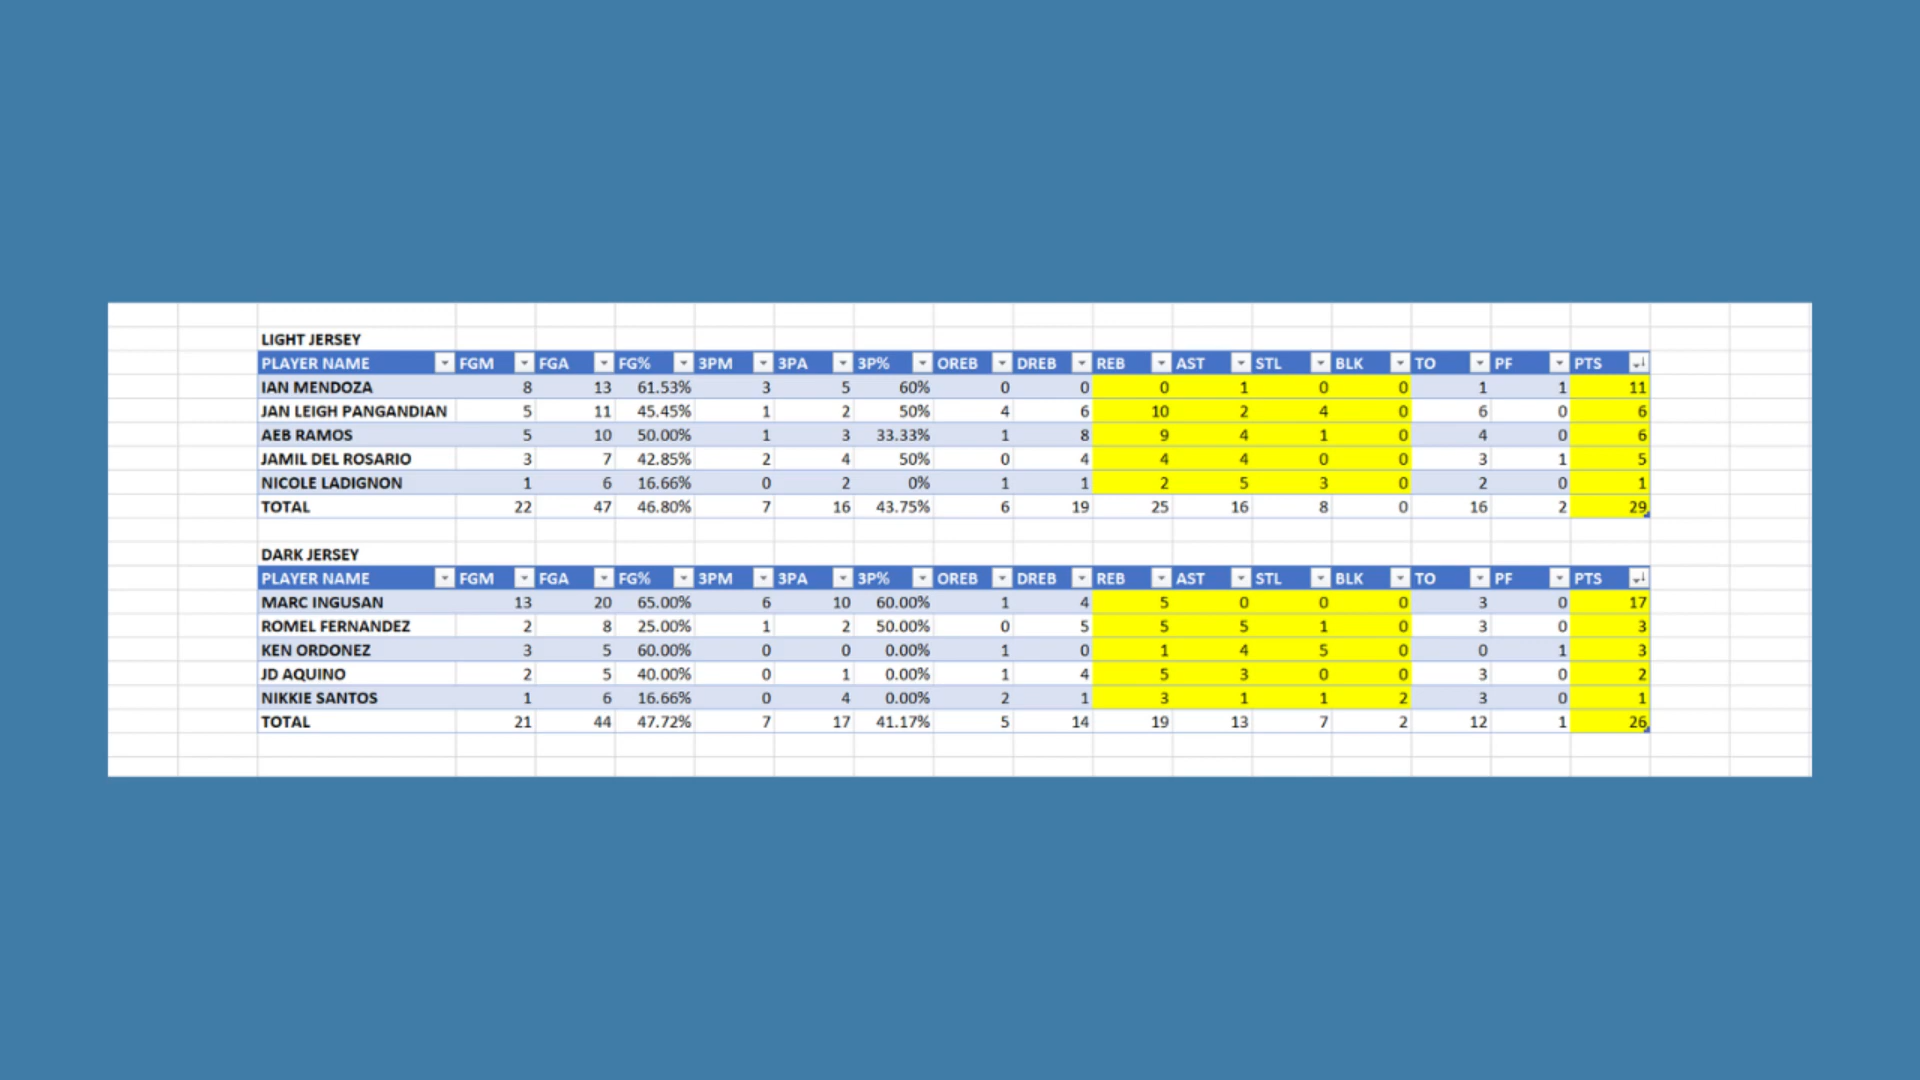 LIGHT JERSEY
PLAYER NAME FGM FGA FG% 3PM 3PA 3P% OREB DREB REB AST STL BLK TO PF PTS
IAN MENDOZA 8 13 61.53% 3 5 60% 0 0 0 1 0 0 1 1 11
JAN LEIGH PANGANDIAN 5 11 45.45% 1 2 50% 4 6 10 2 4 0 6 0 6
AEB RAMOS 5 10 50.00% 1 3 33.33% 1 8 9 4 1 0 4 0 6
JAMIL DEL ROSARIO 3 7 42.85% 2 4 50% 0 4 4 4 0 0 3 1 5
NICOLE LADIGNON 1 6 16.66% 0 2 0% 1 1 2 5 3 0 2 0 1
TOTAL 22 47 46.80% 7 16 43.75% 6 19 25 16 8 0 16 2 29
DARK JERSEY
PLAYER NAME FGM FGA FG% 3PM 3PA 3P% OREB DREB REB AST STL BLK TO PF PTS
MARC INGUSAN 13 20 65.00% 6 10 60.00% 1 4 5 0 0 0 3 0 17
ROMEL FERNANDEZ 2 8 25.00% 1 2 50.00% 0 5 5 5 1 0 3 0 3
KEN ORDONEZ 3 5 60.00% 0 0 0.00% 1 0 1 4 5 0 0 1 3
JD AQUINO 2 5 40.00% 0 1 0.00% 1 4 5 3 0 0 3 0 2
NIKKIE SANTOS 1 6 16.66% 0 4 0.00% 2 1 3 1 1 2 3 0 1
TOTAL 21 44 47.72% 7 17 41.17% 5 14 19 13 7 2 12 1 26